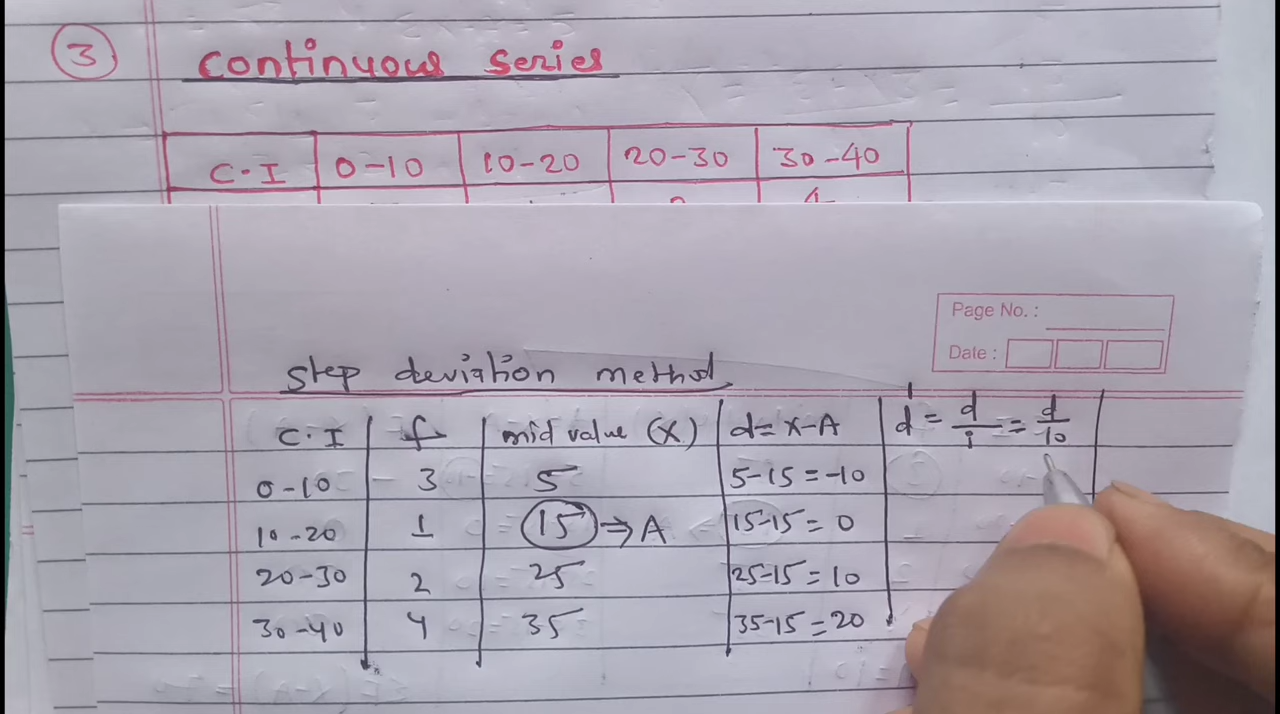 3 Continuous series
C.I 0-10 10-20 20-30 30-40
Page No. :
Date :
step deviation method
C.I f mid value (X) d=X-A d' = d/i = d/10
0-10 3 5 5-15=-10
10-20 1 15 → A 15-15=0
20-30 2 25 25-15=10
30-40 4 35 35-15=20